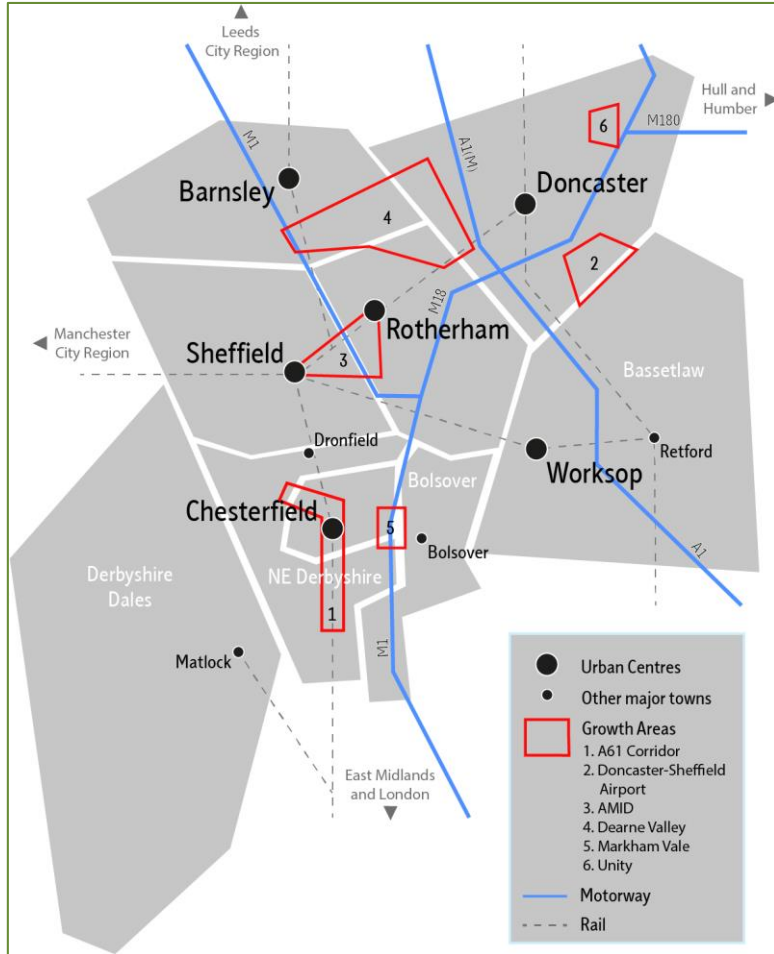 Leeds
City Region
Hull and
Humber
M1
A1(M)
M180
6
Barnsley
Doncaster
4
2
M18
Rotherham
Manchester
City Region
Sheffield
3
Bassetlaw
Dronfield
Retford
Worksop
Bolsover
Chesterfield
5
Bolsover
A1
Derbyshire
Dales
NE Derbyshire
1
M1
Matlock
East Midlands
and London
Urban Centres
Other major towns
Growth Areas
1. A61 Corridor
2. Doncaster-Sheffield
Airport
3. AMID
4. Dearne Valley
5. Markham Vale
6. Unity
Motorway
Rail